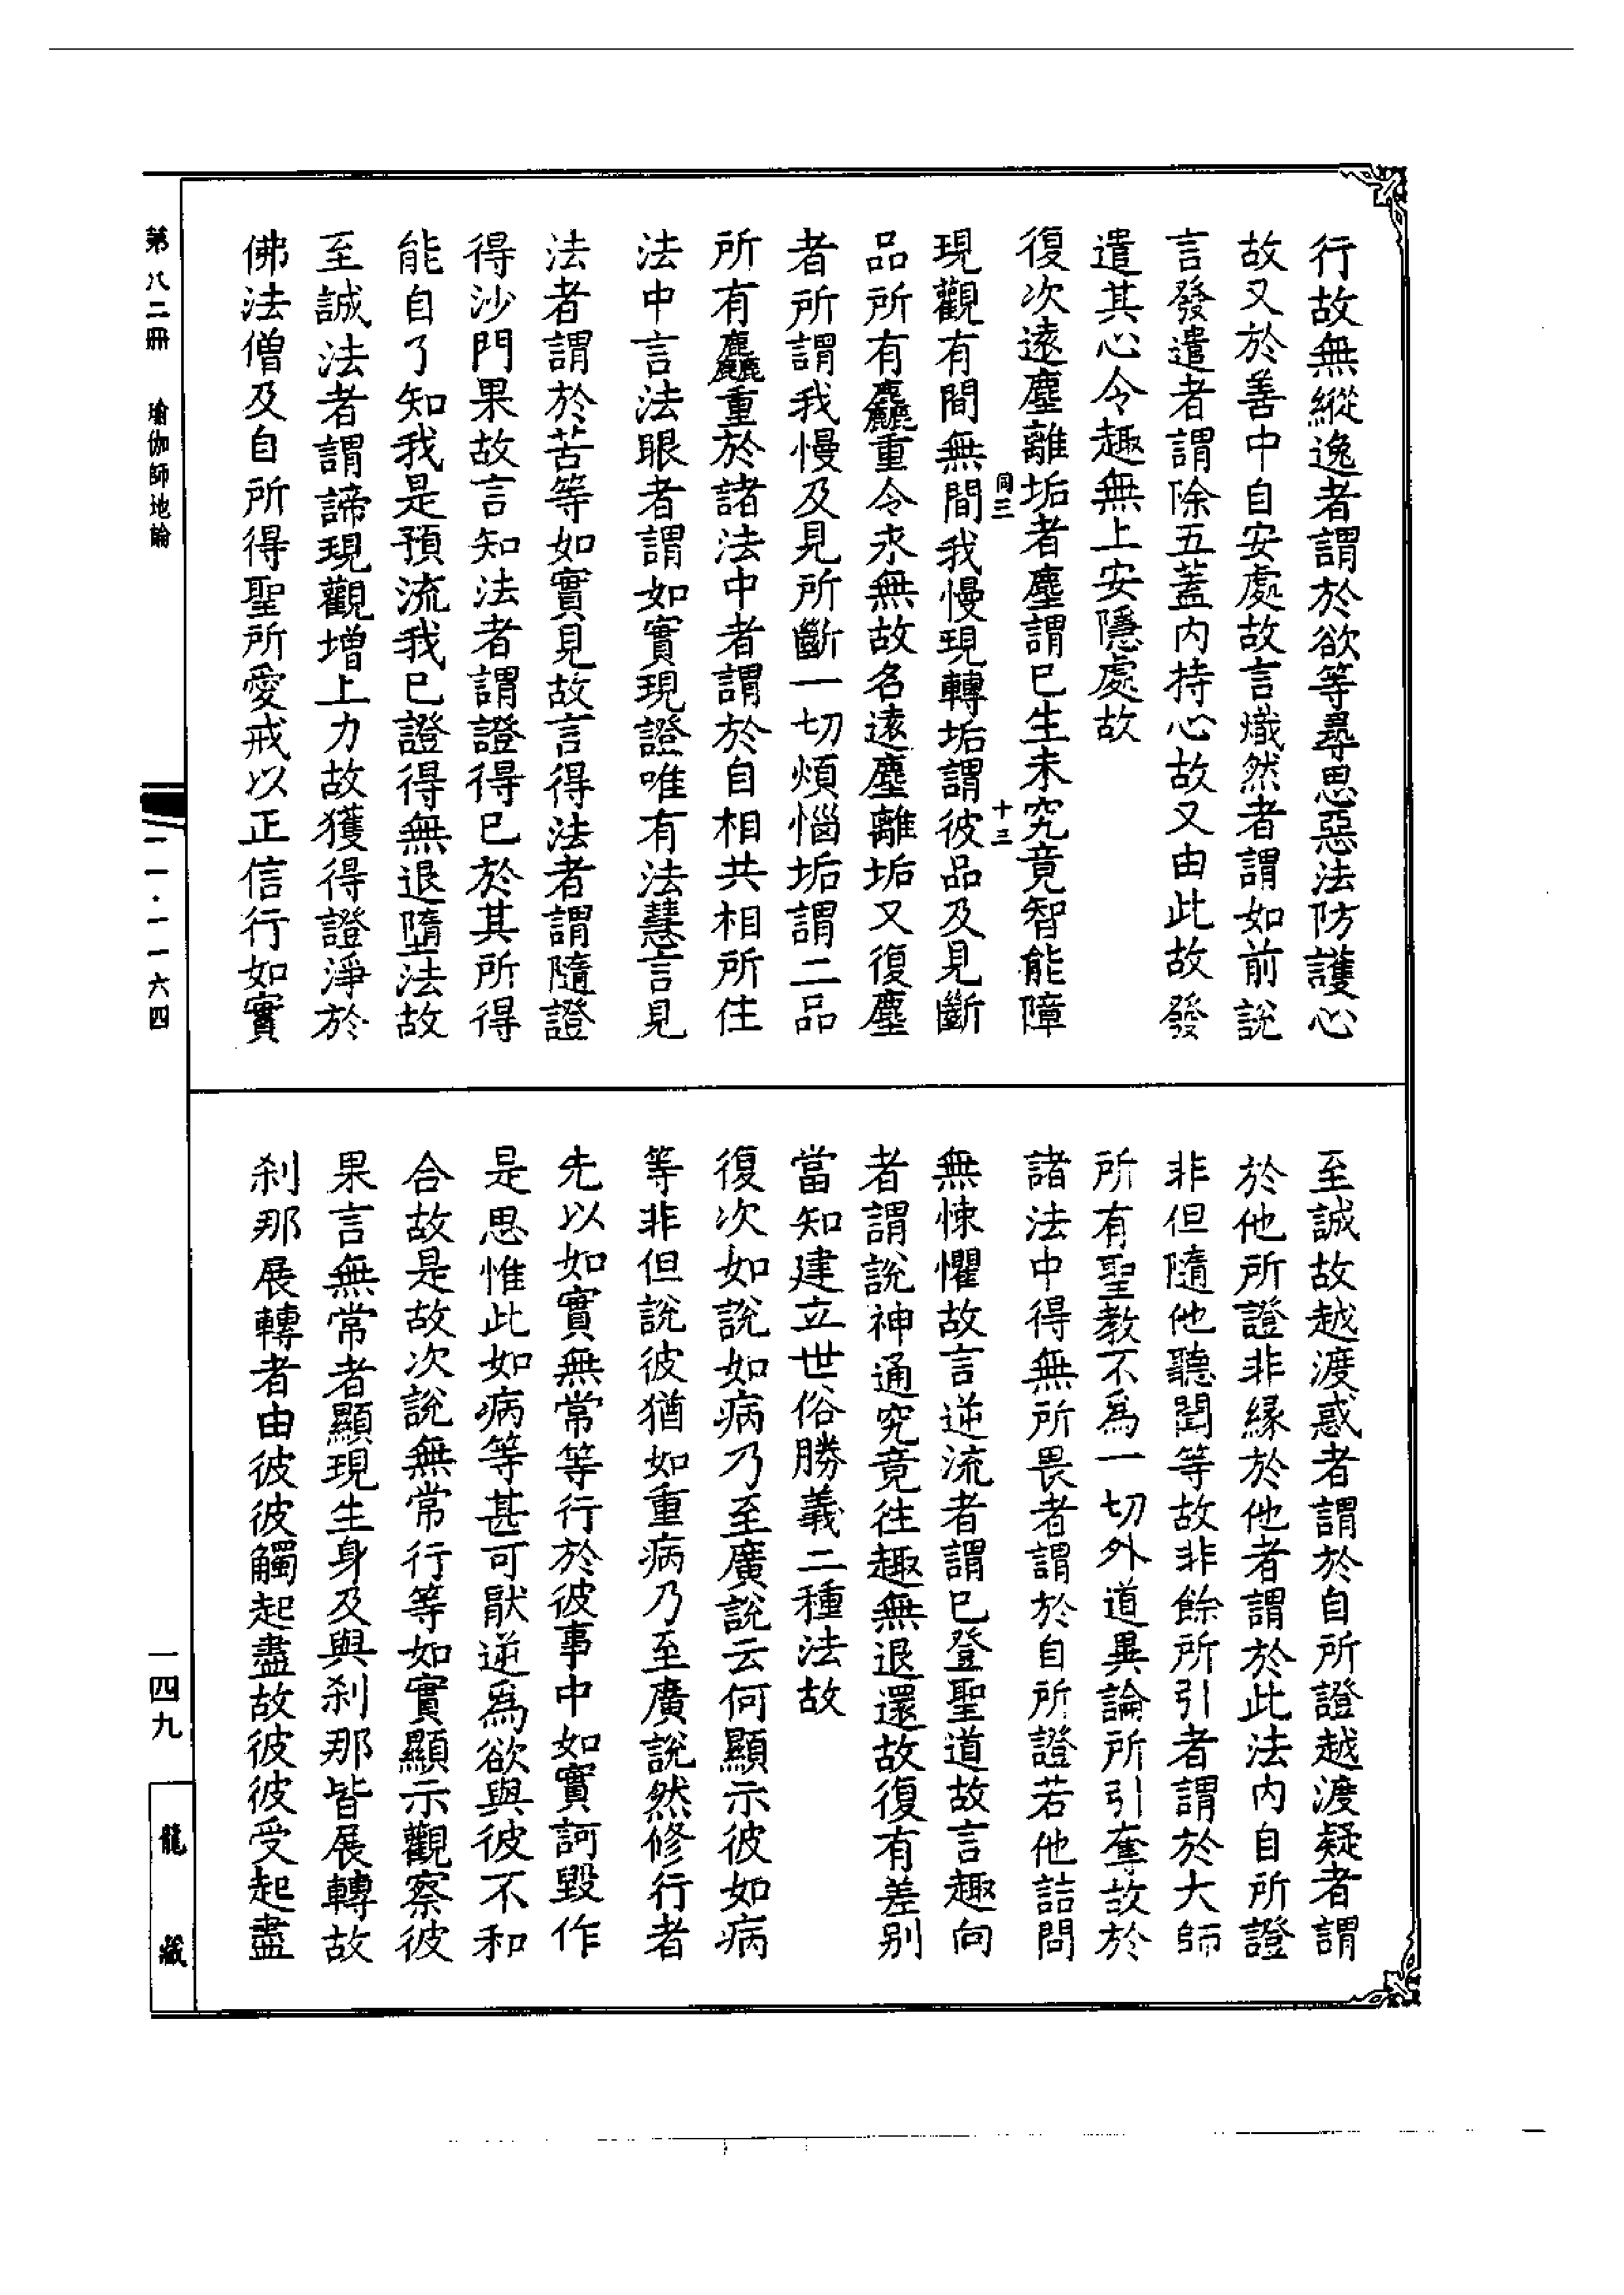 行故無縱逸者謂於欲等尋思惡法防護心
故又於善中自安處故言熾然者謂如前說
言發遣者謂除五蓋內持心故又由此故發
遣其心令趣無上安隱處故
復次遠塵離垢者塵謂已生未究竟智能障
同三　十三
現觀有間無間我慢現轉垢謂彼品及見斷
品所有麤重令永無故名遠塵離垢又復塵
者所謂我慢及見所斷一切煩惱垢謂二品
所有麤重於諸法中者謂於自相共相所住
法中言法眼者謂如實現證唯有法慧言見
法者謂於苦等如實見故言得法者謂隨證
得沙門果故言知法者謂證得已於其所得
能自了知我是預流我已證得無退墮法故
至誠法者謂諦現觀增上力故獲得證淨於
佛法僧及自所得聖所愛戒以正信行如實
至誠故越渡惑者謂於自所證越渡疑者謂
於他所證非緣於他者謂於此法內自所證
非但隨他聽聞等故非餘所引者謂於大師
所有聖教不為一切外道異論所引奪故於
諸法中得無所畏者謂於自所證若他詰問
無悚懼故言逆流者謂已登聖道故言趣向
者謂說神通究竟往趣無退還故復有差別
當知建立世俗勝義二種法故
復次如說如病乃至廣說云何顯示彼如病
等非但說彼猶如重病乃至廣說然修行者
先以如實無常等行於彼事中如實訶毀作
是思惟此如病等甚可厭逆為欲與彼不和
合故是故次說無常行等如實顯示觀察彼
果言無常者顯現生身及與剎那皆展轉故
剎那展轉者由彼彼觸起盡故彼彼受起盡
第八二冊　瑜伽師地論
二一·一一六四
一四九
龍藏